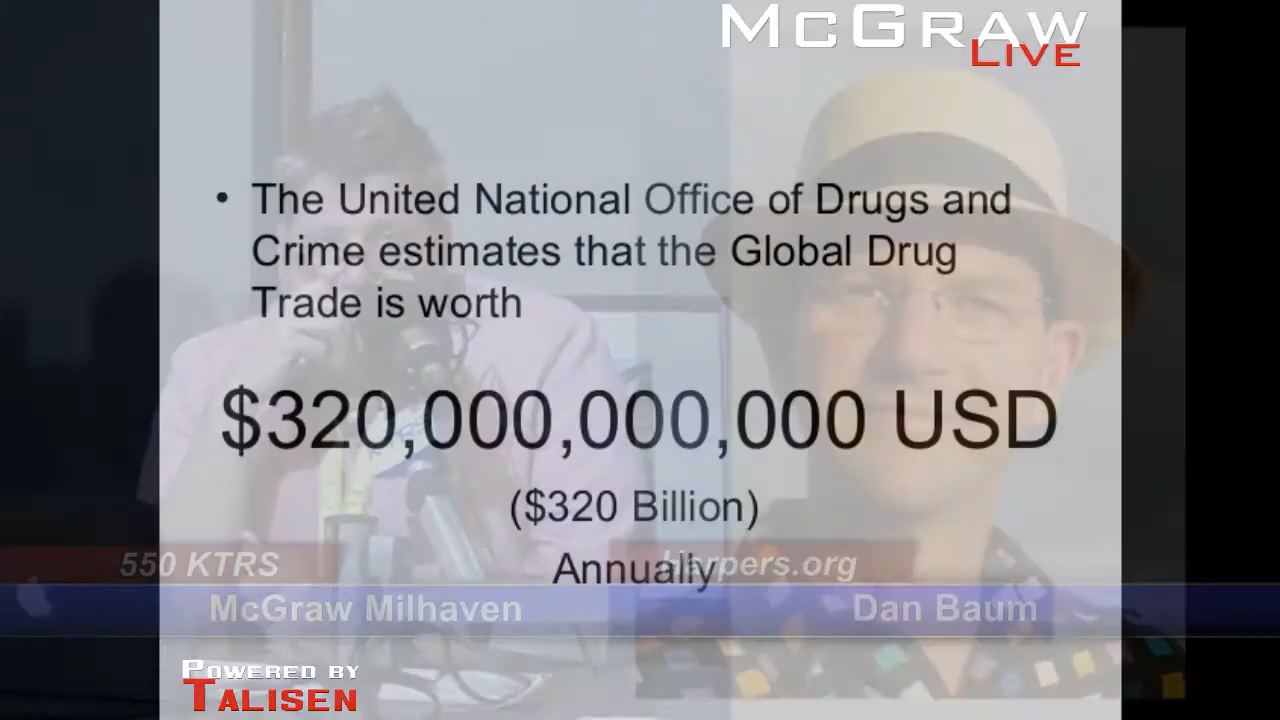 McGRAW
LIVE
• The United National Office of Drugs and
Crime estimates that the Global Drug
Trade is worth
$320,000,000,000 USD
($320 Billion)
Annually
550 KTRS
Harpers.org
McGraw Milhaven
Dan Baum
POWERED BY
TALISEN